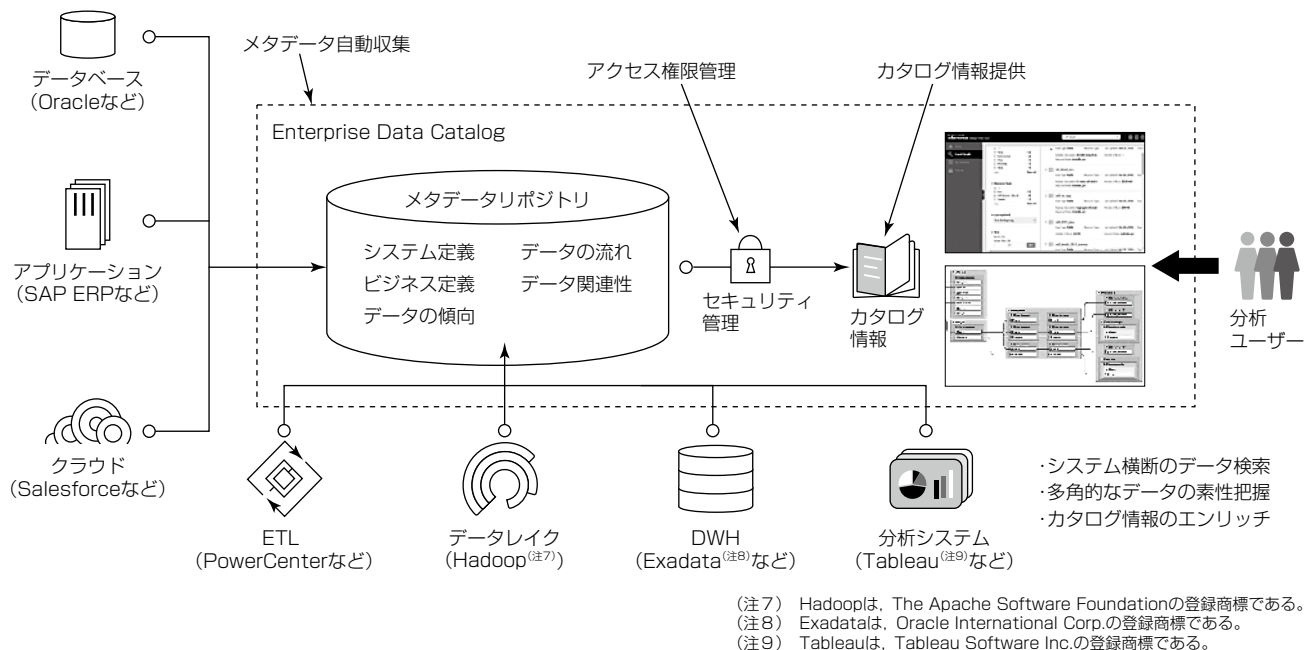 メタデータ自動収集
データベース
（Oracleなど）
アクセス権限管理
カタログ情報提供
Enterprise Data Catalog
メタデータリポジトリ
システム定義
データの流れ
ビジネス定義
データ関連性
データの傾向
アプリケーション
（SAP ERPなど）
セキュリティ
管理
カタログ
情報
分析
ユーザー
クラウド
（Salesforceなど）
ETL
（PowerCenterなど）
データレイク
（Hadoop（注7））
DWH
（Exadata（注8）など）
分析システム
（Tableau（注9）など）
・システム横断のデータ検索
・多角的なデータの素性把握
・カタログ情報のエンリッチ
（注7） Hadoopは，The Apache Software Foundationの登録商標である。
（注8） Exadataは，Oracle International Corp.の登録商標である。
（注9） Tableauは，Tableau Software Inc.の登録商標である。